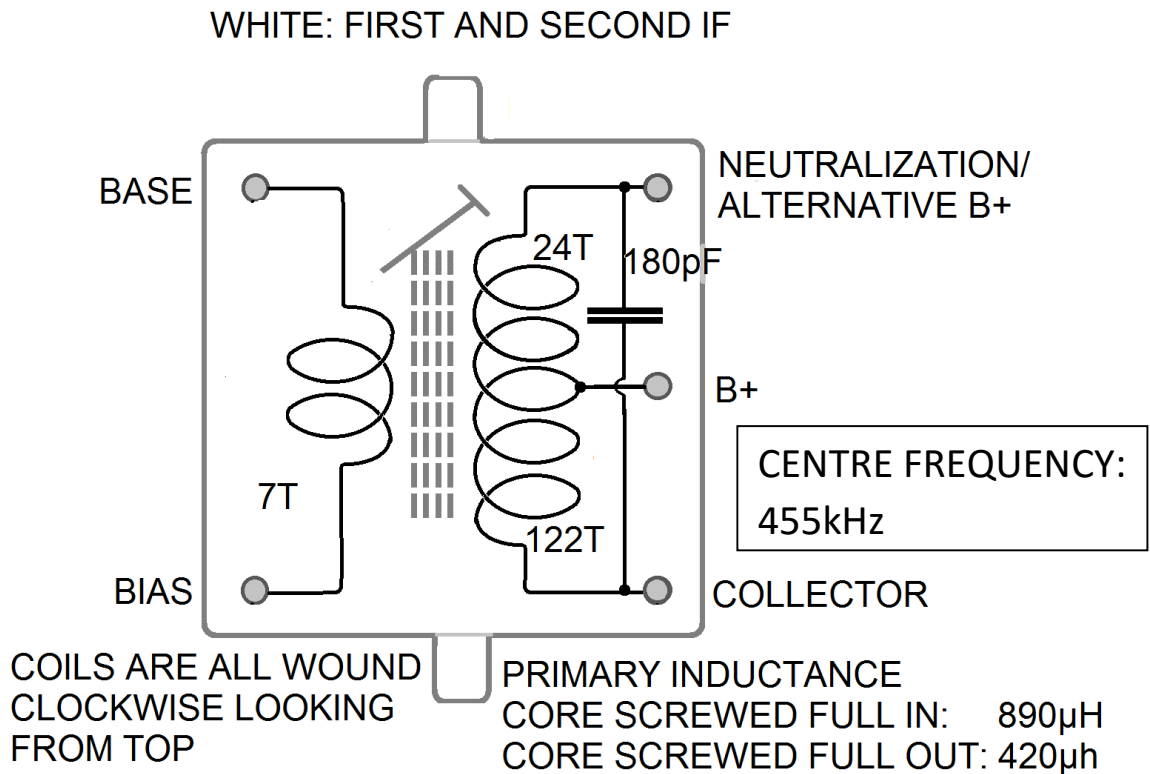 WHITE: FIRST AND SECOND IF
BASE
NEUTRALIZATION/
ALTERNATIVE B+
24T
180pF
B+
CENTRE FREQUENCY:
455kHz
7T
122T
BIAS
COLLECTOR
COILS ARE ALL WOUND
CLOCKWISE LOOKING
FROM TOP
PRIMARY INDUCTANCE
CORE SCREWED FULL IN: 890µH
CORE SCREWED FULL OUT: 420µh